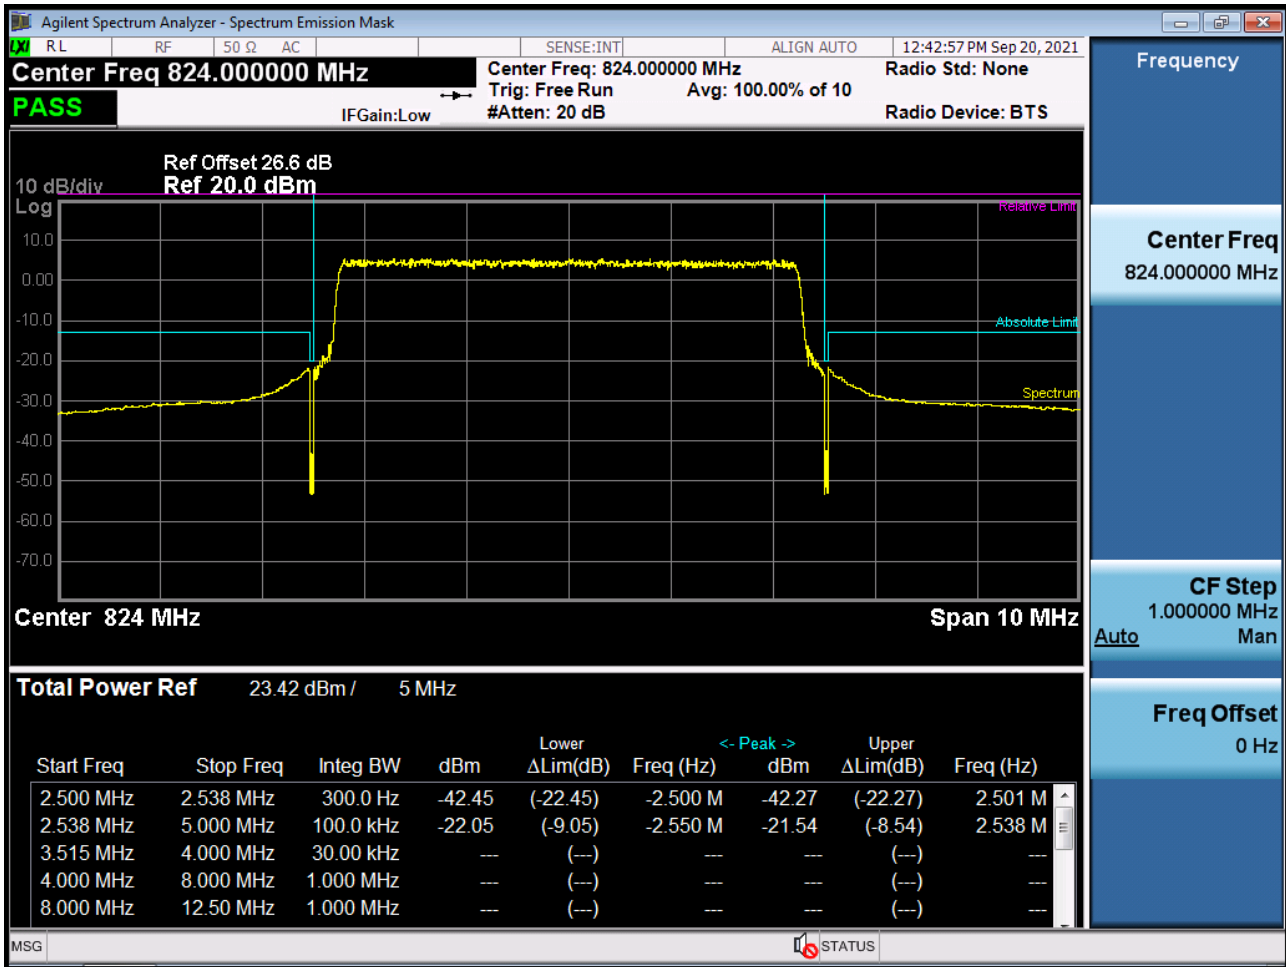 Agilent Spectrum Analyzer - Spectrum Emission Mask
LXI RL RF 50 Ω AC SENSE:INT ALIGN AUTO 12:42:57 PM Sep 20, 2021
Center Freq 824.000000 MHz Center Freq: 824.000000 MHz Radio Std: None
Trig: Free Run Avg: 100.00% of 10
PASS IFGain:Low #Atten: 20 dB Radio Device: BTS
Ref Offset 26.6 dB
10 dB/div Ref 20.0 dBm
Log
Relative Limit
10.0
0.00
-10.0
Absolute Limit
-20.0
-30.0
Spectrum
-40.0
-50.0
-60.0
-70.0
Center 824 MHz Span 10 MHz
Total Power Ref 23.42 dBm / 5 MHz
Lower <- Peak -> Upper
Start Freq Stop Freq Integ BW dBm ΔLim(dB) Freq (Hz) dBm ΔLim(dB) Freq (Hz)
2.500 MHz 2.538 MHz 300.0 Hz -42.45 (-22.45) -2.500 M -42.27 (-22.27) 2.501 M
2.538 MHz 5.000 MHz 100.0 kHz -22.05 (-9.05) -2.550 M -21.54 (-8.54) 2.538 M
3.515 MHz 4.000 MHz 30.00 kHz --- (---) --- --- (---) ---
4.000 MHz 8.000 MHz 1.000 MHz --- (---) --- --- (---) ---
8.000 MHz 12.50 MHz 1.000 MHz --- (---) --- --- (---) ---
MSG STATUS
Frequency
Center Freq
824.000000 MHz
CF Step
1.000000 MHz
Auto Man
Freq Offset
0 Hz